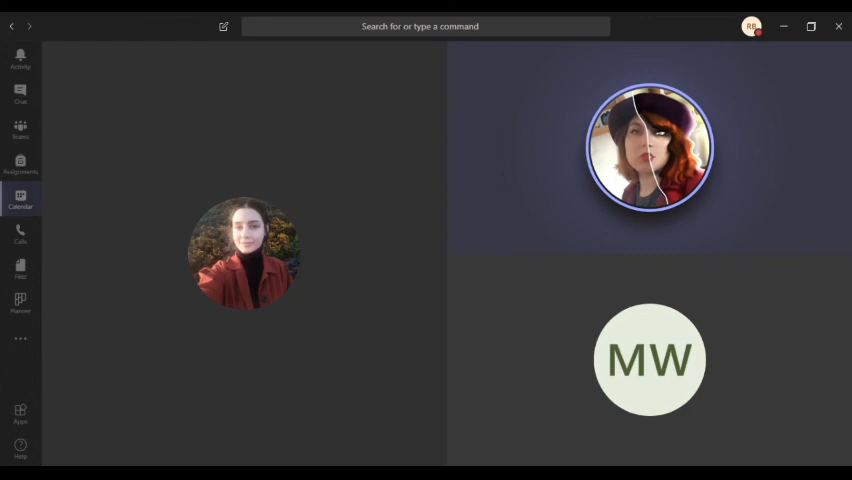 Search for or type a command
RB
Activity
Chat
Teams
Assignments
Calendar
Calls
Files
Planner
Apps
Help
MW